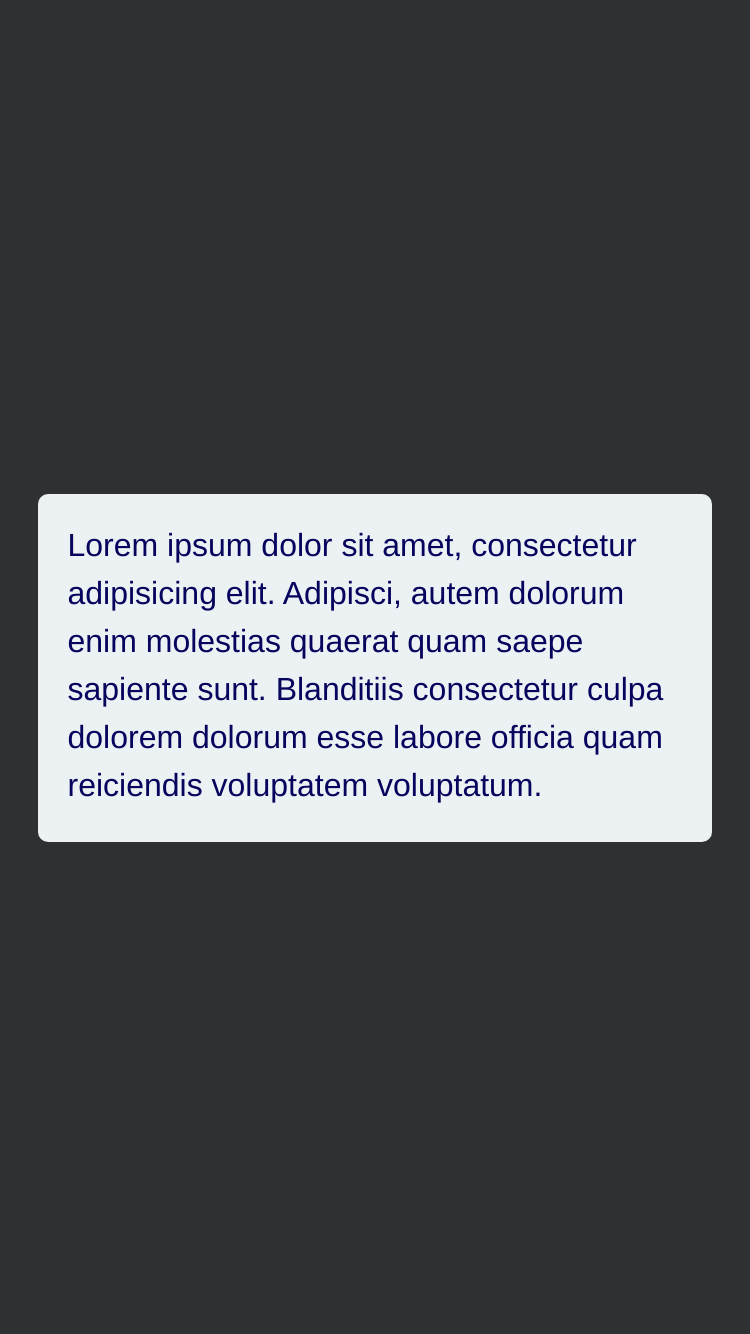 Lorem ipsum dolor sit amet, consectetur
adipisicing elit. Adipisci, autem dolorum
enim molestias quaerat quam saepe
sapiente sunt. Blanditiis consectetur culpa
dolorem dolorum esse labore officia quam
reiciendis voluptatem voluptatum.